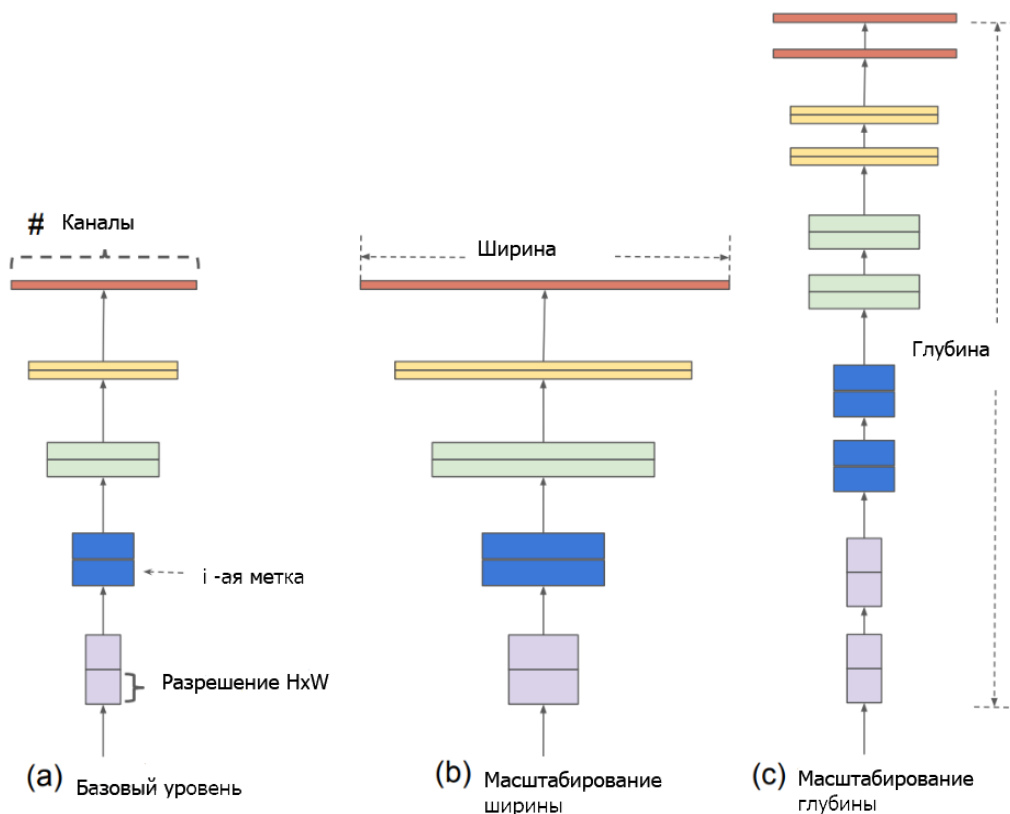 # Каналы
Ширина
Глубина
i -ая метка
Разрешение HxW
(a) Базовый уровень
(b) Масштабирование
ширины
(c) Масштабирование
глубины